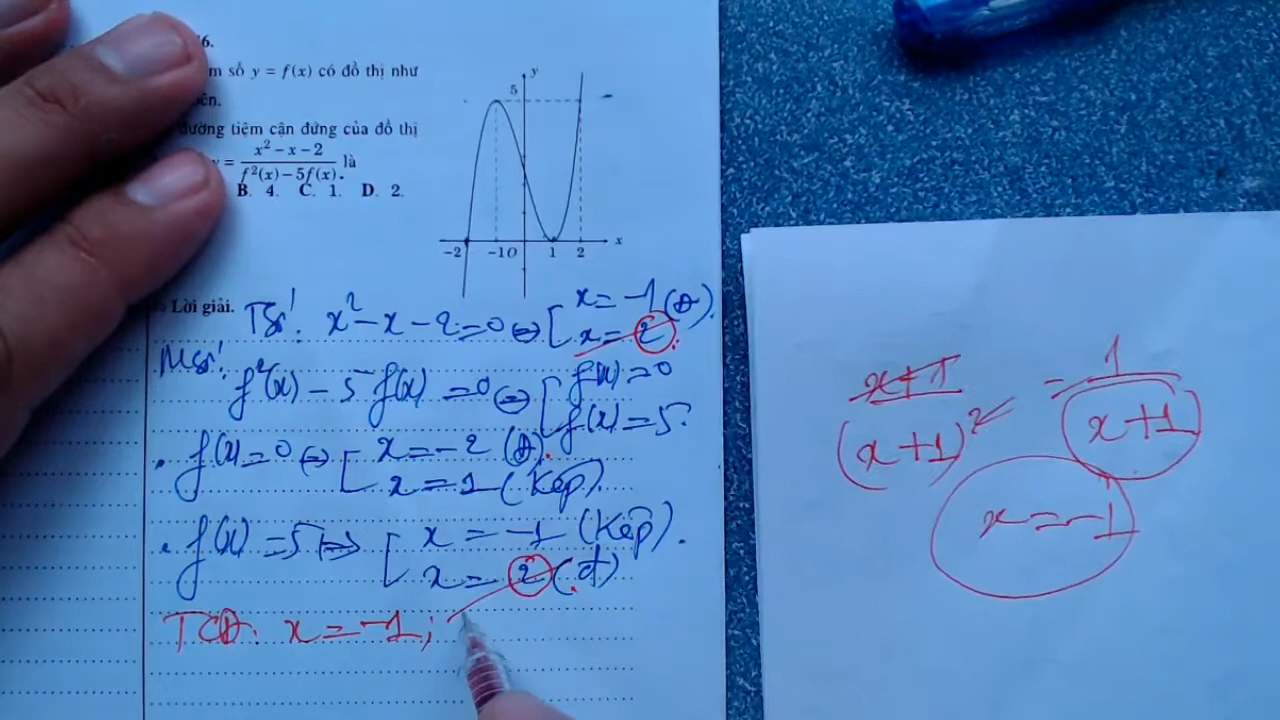 6.
m số y = f(x) có đồ thị như
bên.
đường tiệm cận đứng của đồ thị
y = \frac{x² − x − 2}{f²(x) − 5f(x)} là
B. 4. C. 1. D. 2.
y
5
-2 -1 O 1 2 x
Lời giải.
TS: x² − x − 2 = 0 ⇔ [ x = −1 (đ).
x = 2
MS:
f²(x) − 5f(x) = 0 ⇔ [ f(x) = 0
f(x) = 5
• f(x) = 0 ⇔ [ x = −2 (đ).
x = 1 (Kép).
• f(x) = 5 ⇔ [ x = −1 (Kép).
x = 2 (đ)
TCĐ: x = −1;
x+1
(x+1)²
= 1
x+1
x = −1